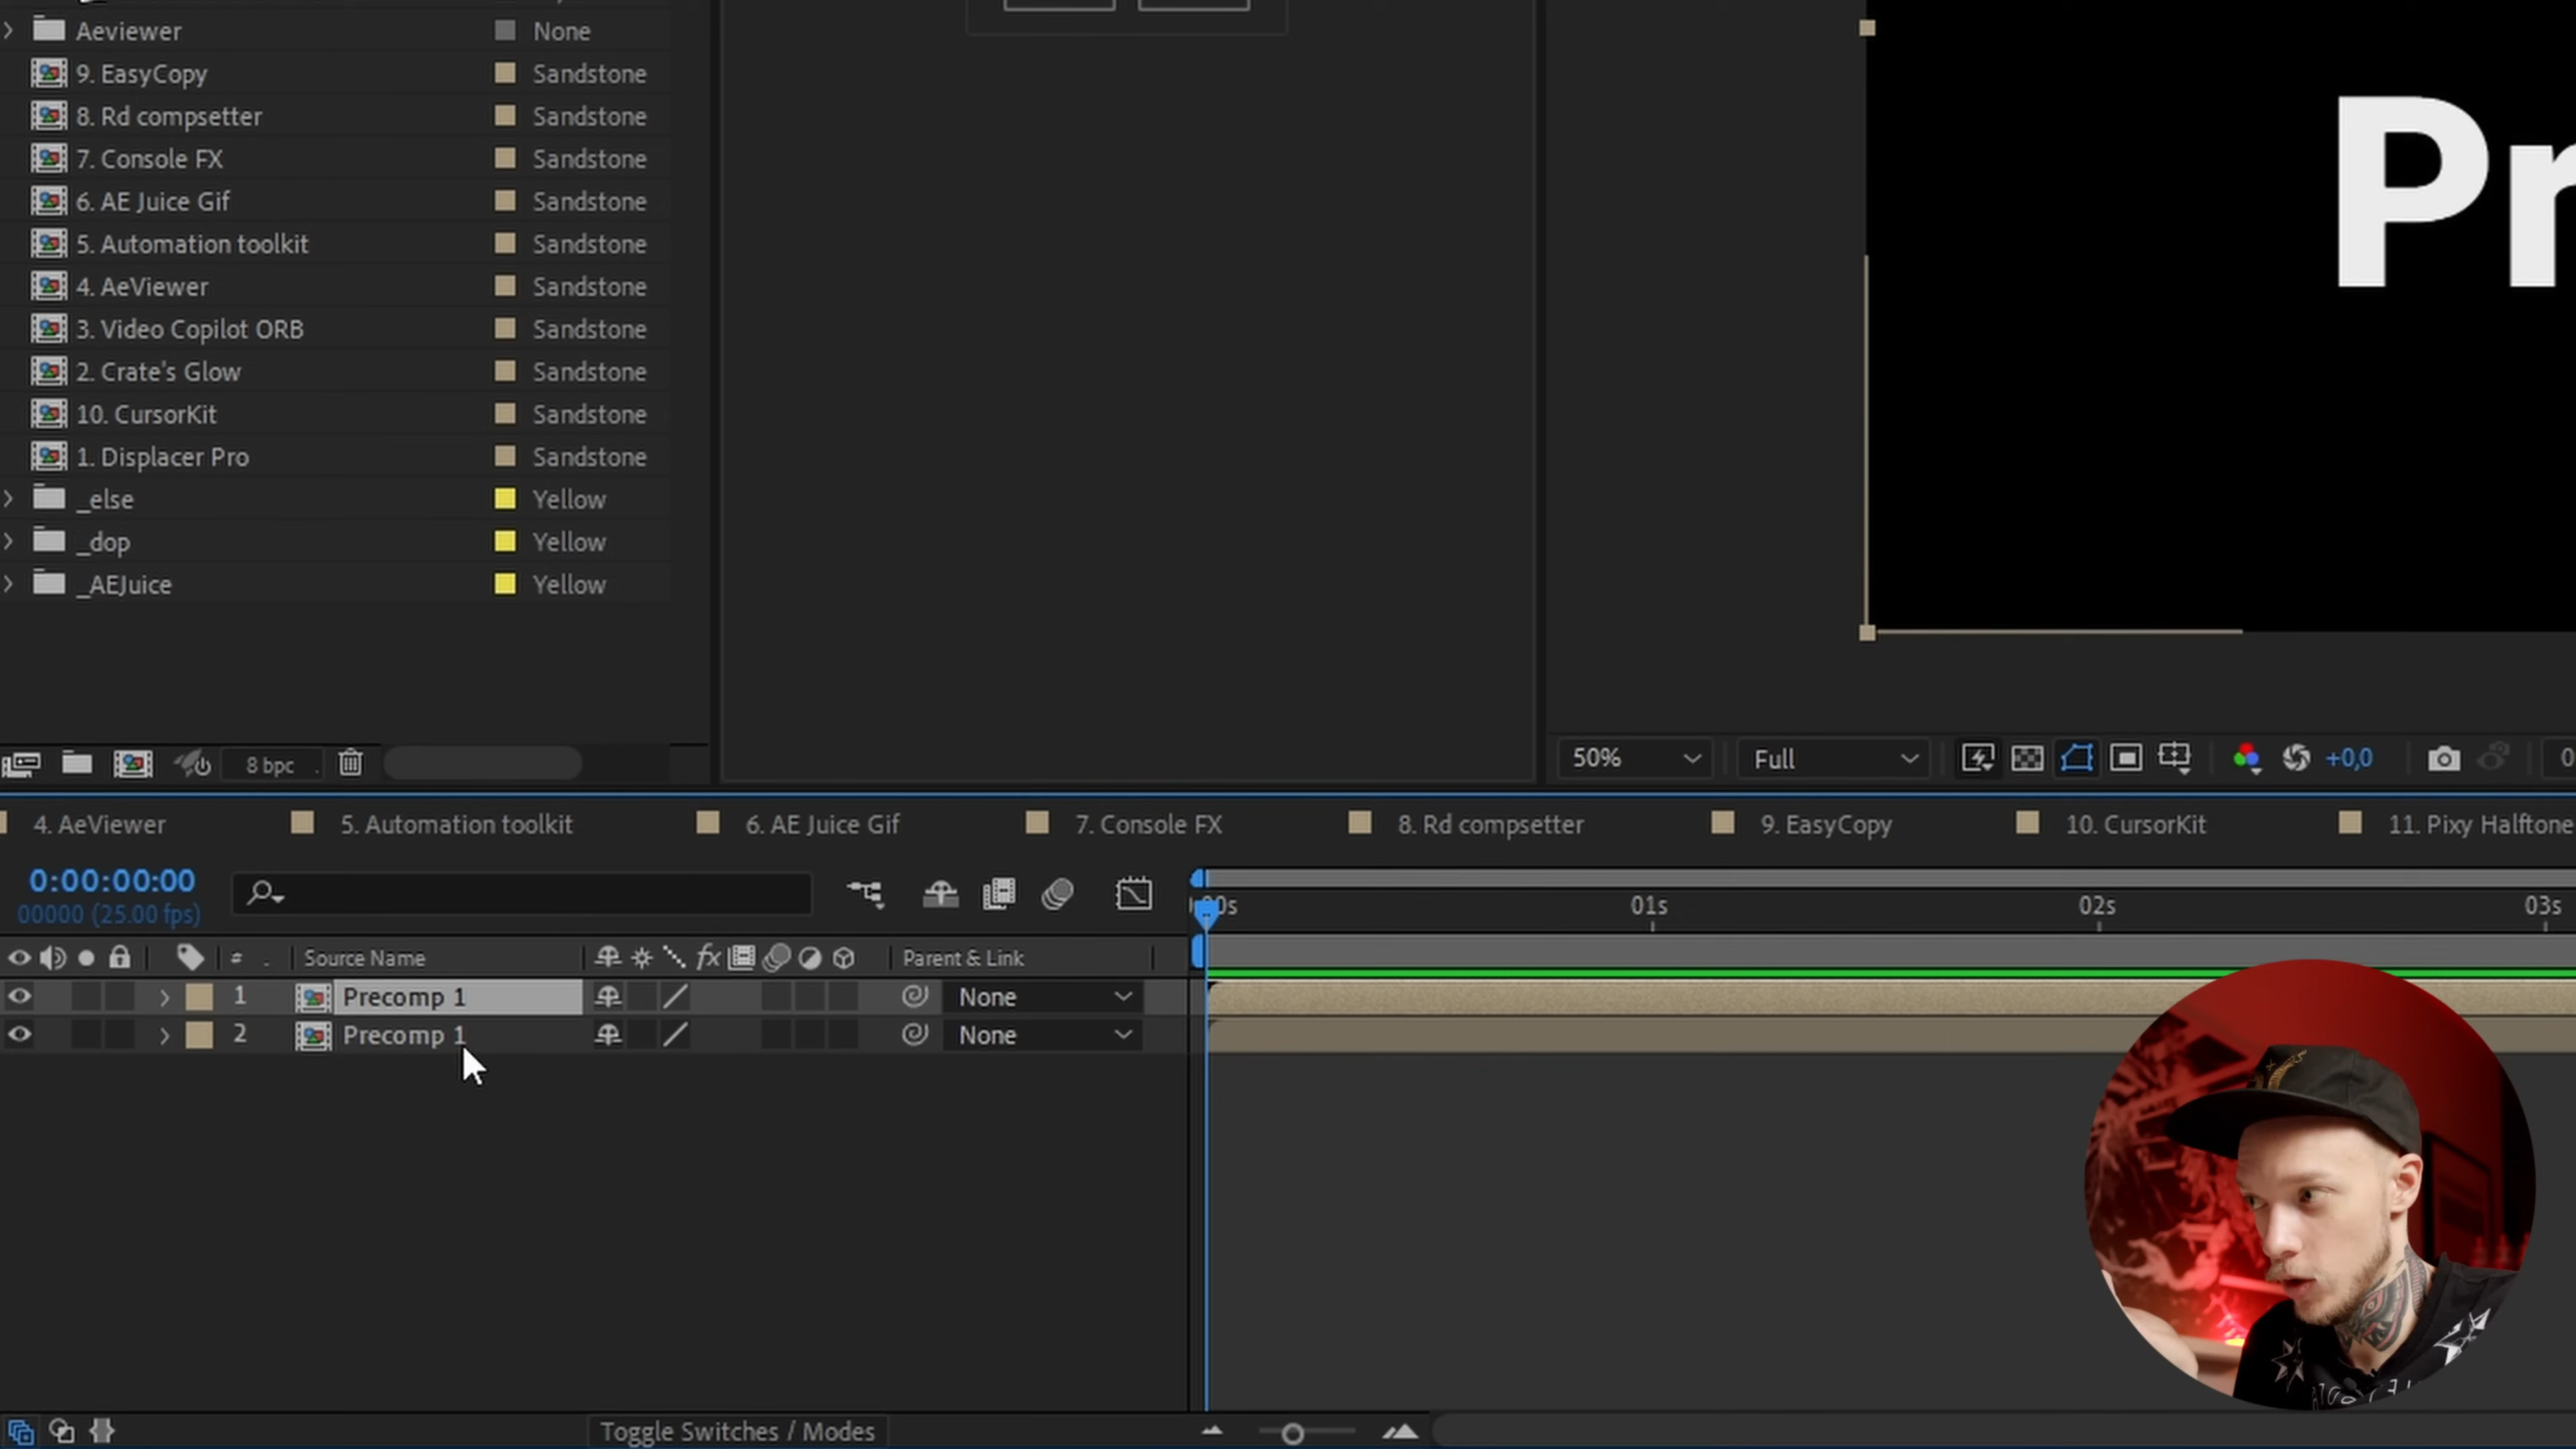 Aeviewer None
9. EasyCopy Sandstone
8. Rd compsetter Sandstone
7. Console FX Sandstone
6. AE Juice Gif Sandstone
5. Automation toolkit Sandstone
4. AeViewer Sandstone
3. Video Copilot ORB Sandstone
2. Crate's Glow Sandstone
10. CursorKit Sandstone
1. Displacer Pro Sandstone
_else Yellow
_dop Yellow
_AEJuice Yellow
Pr
8 bpc
50% Full +0,0 0
4. AeViewer 5. Automation toolkit 6. AE Juice Gif 7. Console FX 8. Rd compsetter 9. EasyCopy 10. CursorKit 11. Pixy Halftone
0:00:00:00
00000 (25.00 fps)
00s 01s 02s 03s
# Source Name fx Parent & Link
1 Precomp 1 None
2 Precomp 1 None
Toggle Switches / Modes